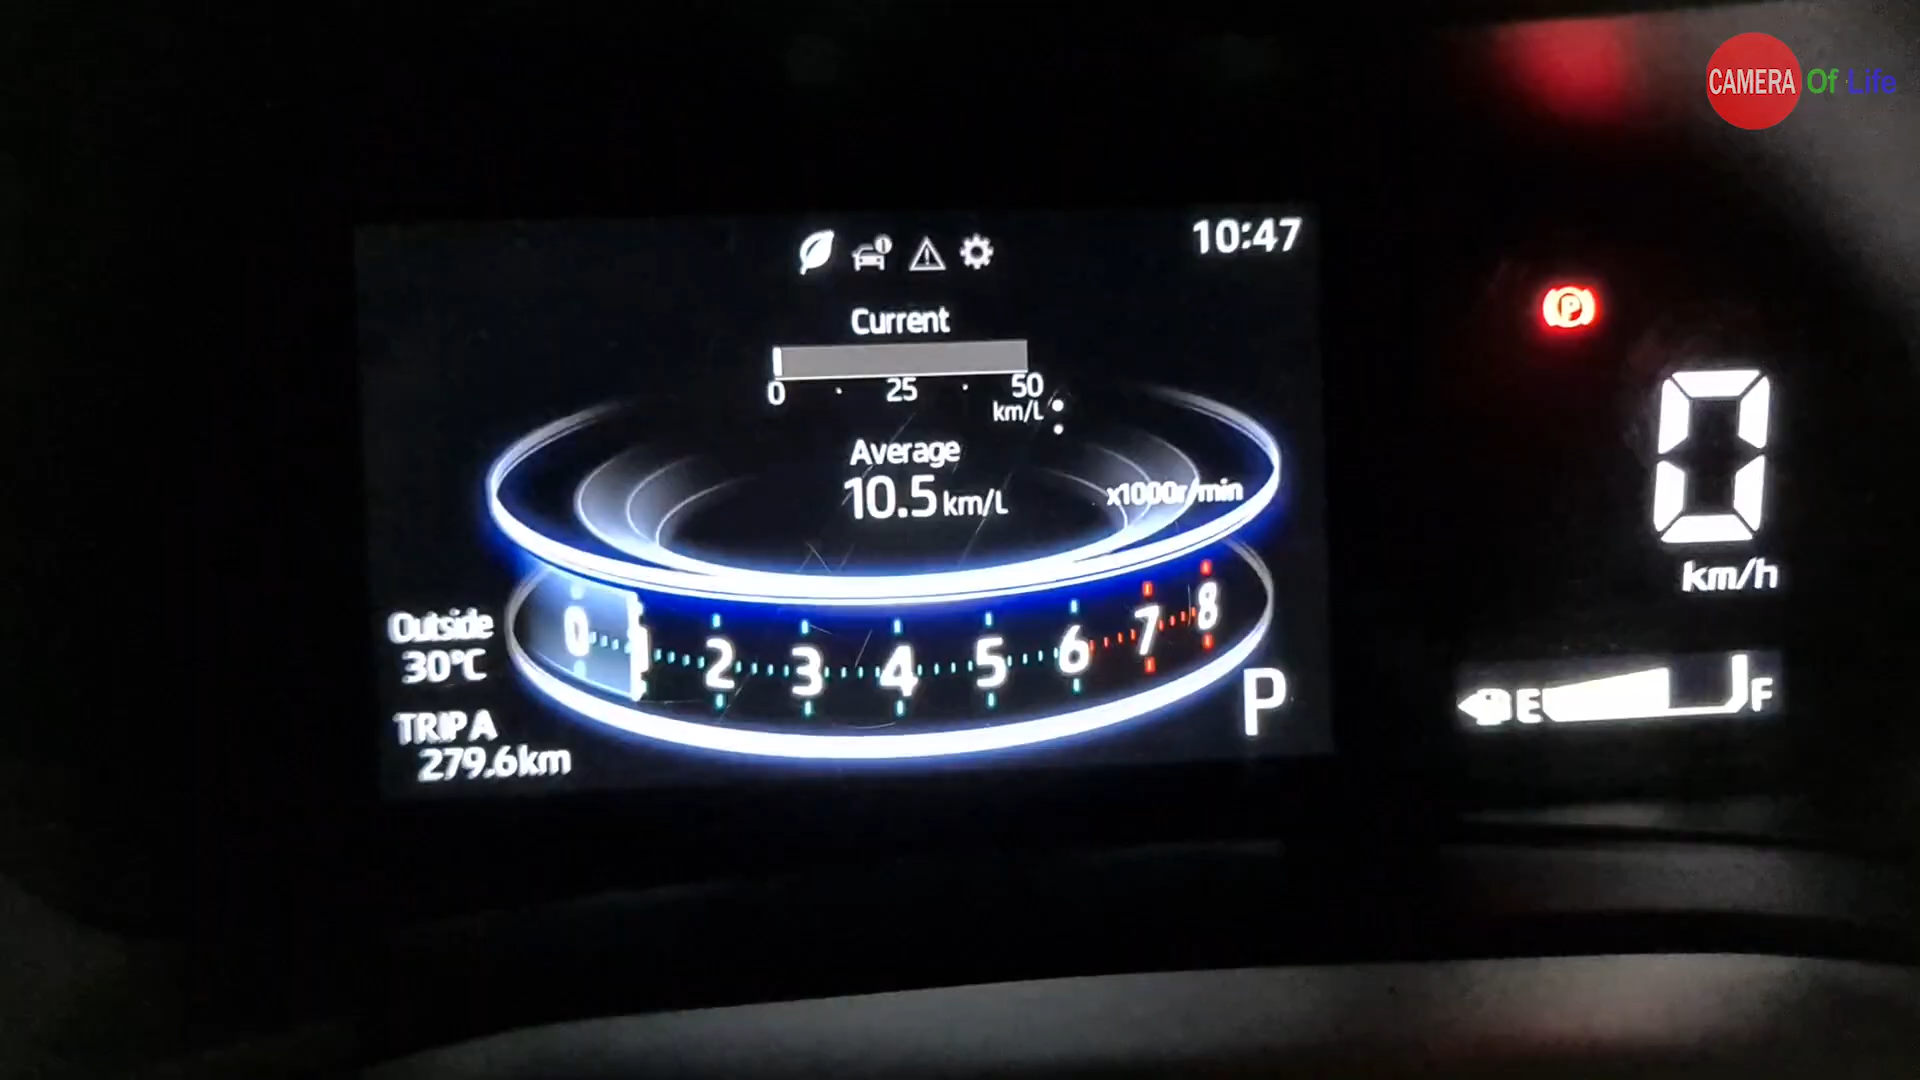 CAMERA Of Life
10:47
Current
0 25 50
km/L
Average
10.5 km/L
x1000r/min
0 1 2 3 4 5 6 7 8
Outside
30°C
TRIP A
279.6km
P
P
0
km/h
E F